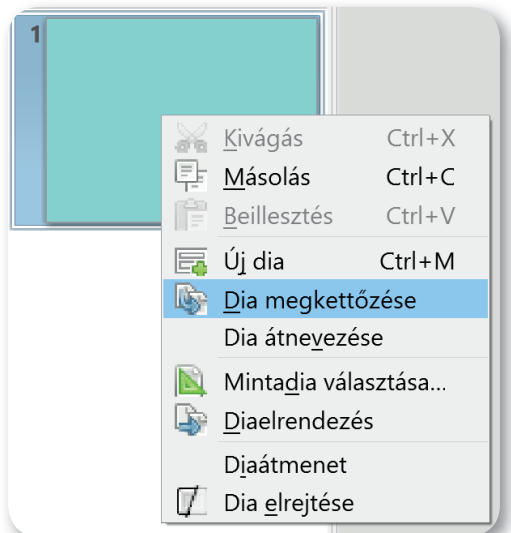 1
Kivágás Ctrl+X
Másolás Ctrl+C
Beillesztés Ctrl+V
Új dia Ctrl+M
Dia megkettőzése
Dia átnevezése
Mintadia választása...
Diaelrendezés
Diaátmenet
Dia elrejtése